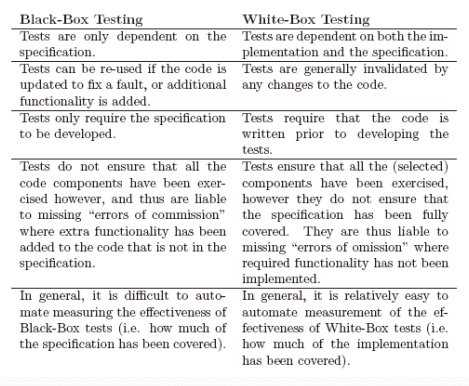 Black-Box Testing
White-Box Testing
Tests are only dependent on the
specification.
Tests are dependent on both the im-
plementation and the specification.
Tests can be re-used if the code is
updated to fix a fault, or additional
functionality is added.
Tests are generally invalidated by
any changes to the code.
Tests only require the specification
to be developed.
Tests require that the code is
written prior to developing the
tests.
Tests do not ensure that all the
code components have been exer-
cised however, and thus are liable
to missing “errors of commission”
where extra functionality has been
added to the code that is not in the
specification.
Tests ensure that all the (selected)
components have been exercised,
however they do not ensure that
the specification has been fully
covered. They are thus liable to
missing “errors of omission” where
required functionality has not been
implemented.
In general, it is difficult to auto-
mate measuring the effectiveness of
Black-Box tests (i.e. how much of
the specification has been covered).
In general, it is relatively easy to
automate measurement of the ef-
fectiveness of White-Box tests (i.e.
how much of the implementation
has been covered).